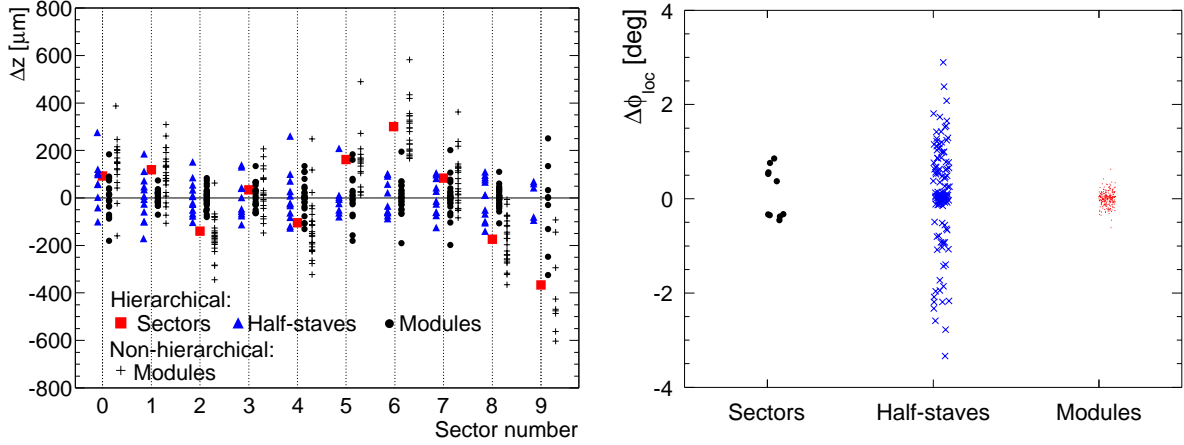 Δz [μm]
800
600
400
200
0
-200
-400
-600
-800
Hierarchical:
Sectors Half-staves Modules
Non-hierarchical:
Modules
0 1 2 3 4 5 6 7 8 9
Sector number
Δϕloc [deg]
4
2
0
-2
-4
Sectors Half-staves Modules